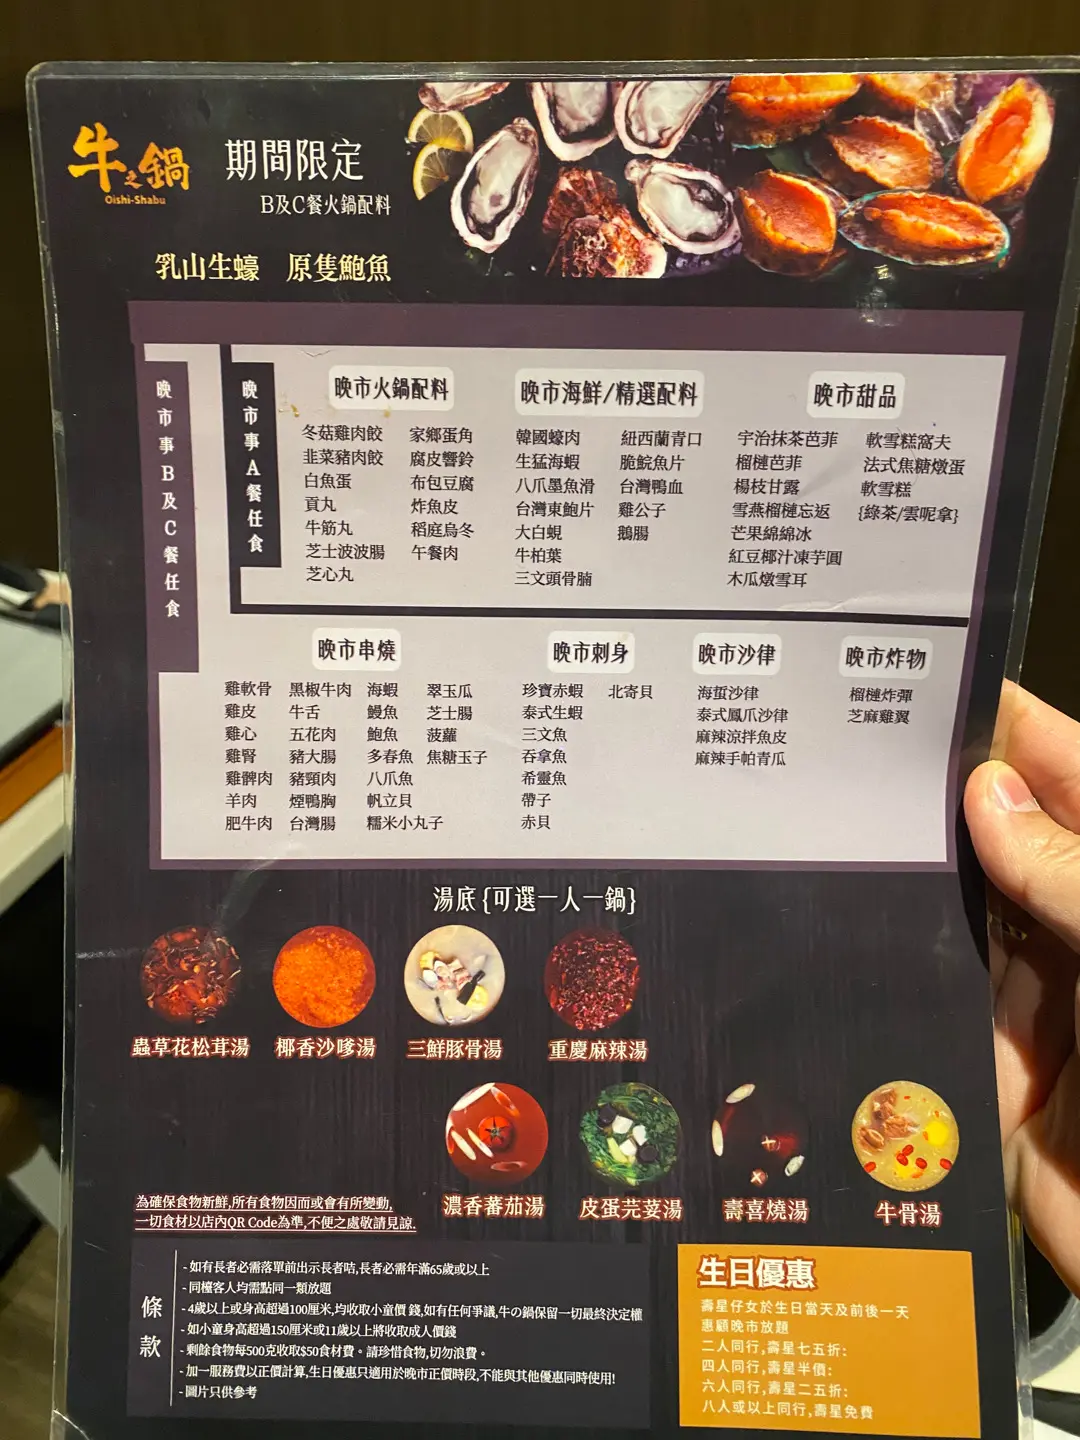 牛之鍋
Oishi-Shabu
期間限定
B及C餐火鍋配料
乳山生蠔 原隻鮑魚
晚市事B及C餐任食
晚市事A餐任食
晚市火鍋配料
冬菇雞肉餃 家鄉蛋角
韭菜豬肉餃 腐皮響鈴
白魚蛋 布包豆腐
貢丸 炸魚皮
牛筋丸 稻庭烏冬
芝士波波腸 午餐肉
芝心丸
晚市海鮮/精選配料
韓國蠔肉 紐西蘭青口
生猛海蝦 脆鯇魚片
八爪墨魚滑 台灣鴨血
台灣東鮑片 雞公子
大白蜆 鵝腸
牛柏葉
三文頭骨腩
晚市甜品
宇治抹茶芭菲 軟雪糕窩夫
榴槤芭菲 法式焦糖燉蛋
楊枝甘露 軟雪糕
雪燕榴槤忘返 {綠茶/雲呢拿}
芒果綿綿冰
紅豆椰汁凍芋圓
木瓜燉雪耳
晚市串燒
雞軟骨 黑椒牛肉 海蝦 翠玉瓜
雞皮 牛舌 鰻魚 芝士腸
雞心 五花肉 鮑魚 菠蘿
雞腎 豬大腸 多春魚 焦糖玉子
雞髀肉 豬頸肉 八爪魚
羊肉 煙鴨胸 帆立貝
肥牛肉 台灣腸 糯米小丸子
晚市刺身
珍寶赤蝦 北寄貝
泰式生蝦
三文魚
吞拿魚
希靈魚
帶子
赤貝
晚市沙律
海蜇沙律
泰式鳳爪沙律
麻辣涼拌魚皮
麻辣手帕青瓜
晚市炸物
榴槤炸彈
芝麻雞翼
湯底{可選一人一鍋}
蟲草花松茸湯 椰香沙嗲湯 三鮮豚骨湯 重慶麻辣湯
濃香蕃茄湯 皮蛋芫荽湯 壽喜燒湯 牛骨湯
為確保食物新鮮,所有食物因而或會有所變動,
一切食材以店內QR Code為準,不便之處敬請見諒.
條款
- 如有長者必需落單前出示長者咭,長者必需年滿65歲或以上
- 同檯客人均需點同一類放題
- 4歲以上或身高超過100厘米,均收取小童價錢,如有任何爭議,牛の鍋保留一切最終決定權
- 如小童身高超過150厘米或11歲以上將收取成人價錢
- 剩餘食物每500克收取$50食材費。請珍惜食物,切勿浪費。
- 加一服務費以正價計算,生日優惠只適用於晚市正價時段,不能與其他優惠同時使用!
- 圖片只供參考
生日優惠
壽星仔女於生日當天及前後一天
惠顧晚市放題
二人同行,壽星七五折:
四人同行,壽星半價:
六人同行,壽星二五折:
八人或以上同行,壽星免費